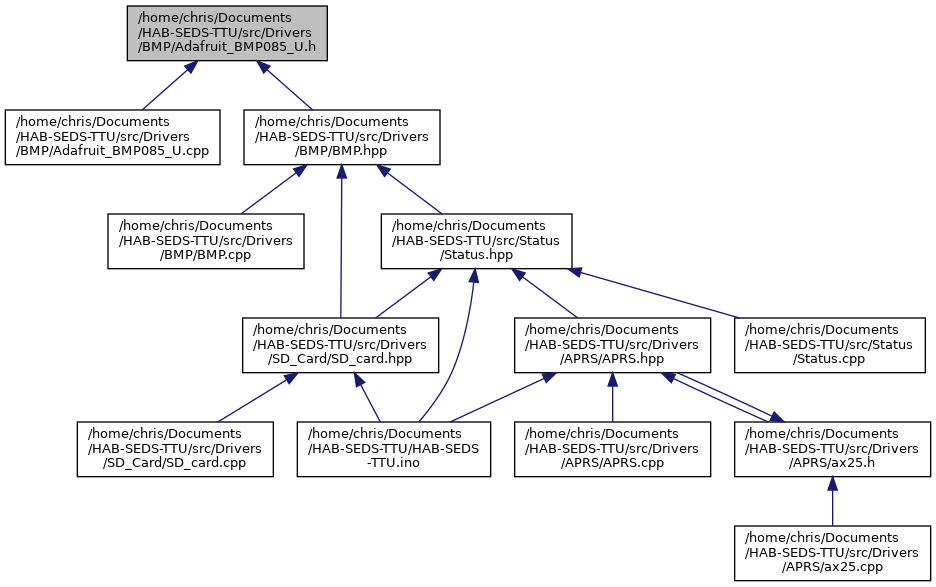 /home/chris/Documents
/HAB-SEDS-TTU/src/Drivers
/BMP/Adafruit_BMP085_U.h
/home/chris/Documents
/HAB-SEDS-TTU/src/Drivers
/BMP/Adafruit_BMP085_U.cpp
/home/chris/Documents
/HAB-SEDS-TTU/src/Drivers
/BMP/BMP.hpp
/home/chris/Documents
/HAB-SEDS-TTU/src/Drivers
/BMP/BMP.cpp
/home/chris/Documents
/HAB-SEDS-TTU/src/Status
/Status.hpp
/home/chris/Documents
/HAB-SEDS-TTU/src/Drivers
/SD_Card/SD_card.hpp
/home/chris/Documents
/HAB-SEDS-TTU/src/Drivers
/APRS/APRS.hpp
/home/chris/Documents
/HAB-SEDS-TTU/src/Status
/Status.cpp
/home/chris/Documents
/HAB-SEDS-TTU/src/Drivers
/SD_Card/SD_card.cpp
/home/chris/Documents
/HAB-SEDS-TTU/HAB-SEDS
-TTU.ino
/home/chris/Documents
/HAB-SEDS-TTU/src/Drivers
/APRS/APRS.cpp
/home/chris/Documents
/HAB-SEDS-TTU/src/Drivers
/APRS/ax25.h
/home/chris/Documents
/HAB-SEDS-TTU/src/Drivers
/APRS/ax25.cpp